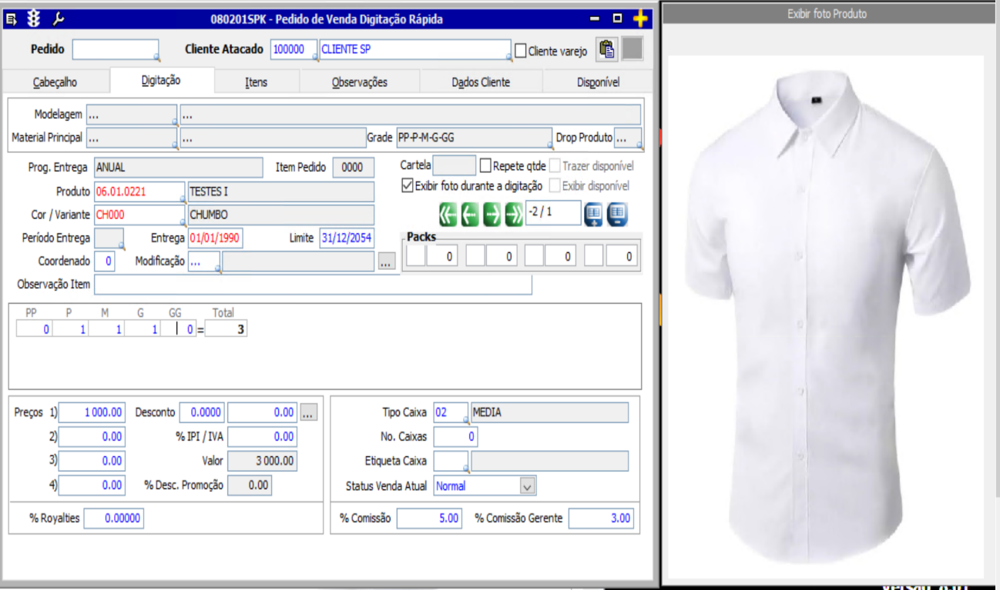 080201SPK - Pedido de Venda Digitação Rápida
Exibir foto Produto
Pedido Cliente Atacado 100000 CLIENTE SP Cliente varejo
Cabeçalho Digitação Itens Observações Dados Cliente Disponível
Modelagem ... ...
Material Principal ... ... Grade PP-P-M-G-GG Drop Produto ...
Prog. Entrega ANUAL Item Pedido 0000 Cartela Repete qtde Trazer disponível
Produto 06.01.0221 TESTES I Exibir foto durante a digitação Exibir disponível
Cor / Variante CH000 CHUMBO -2 / 1
Período Entrega Entrega 01/01/1990 Limite 31/12/2054 Packs
Coordenado 0 Modificação ... ... 0 0 0 0
Observação Item
PP P M G GG Total
0 1 1 1 0 = 3
Preços 1) 1 000.00 Desconto 0.0000 0.00 ... Tipo Caixa 02 MEDIA
2) 0.00 % IPI / IVA 0.00 No. Caixas 0
3) 0.00 Valor 3 000.00 Etiqueta Caixa
4) 0.00 % Desc. Promoção 0.00 Status Venda Atual Normal
% Royalties 0.00000 % Comissão 5.00 % Comissão Gerente 3.00